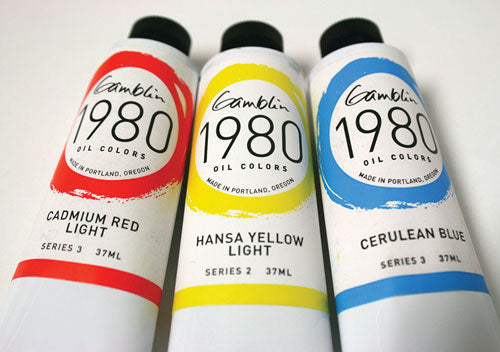 Gamblin
1980
OIL COLORS
MADE IN PORTLAND, OREGON
CADMIUM RED
LIGHT
SERIES 3 37ML
Gamblin
1980
OIL COLORS
MADE IN PORTLAND, OREGON
HANSA YELLOW
LIGHT
SERIES 2 37ML
Gamblin
1980
OIL COLORS
MADE IN PORTLAND, OREGON
CERULEAN BLUE
SERIES 3 37ML